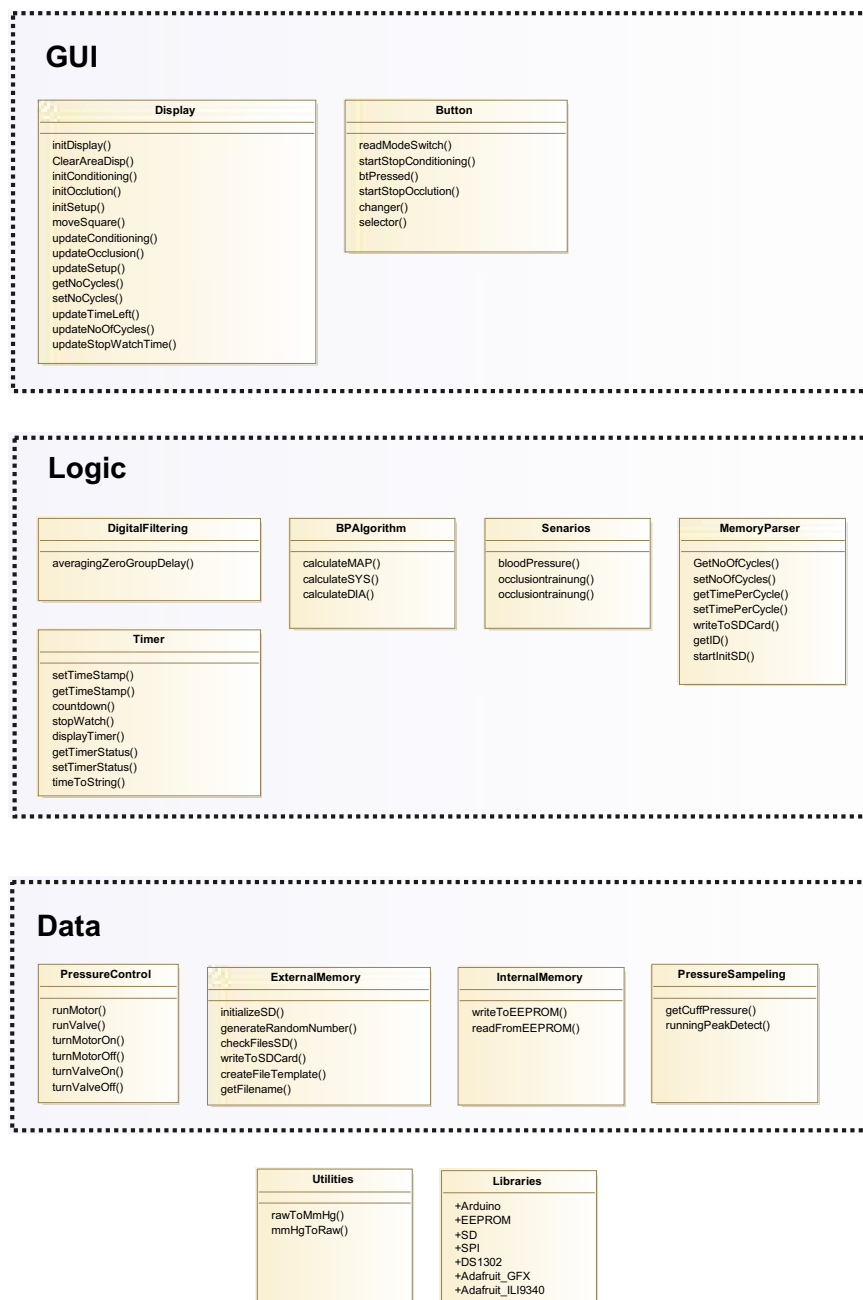 GUI
Display
initDisplay()
ClearAreaDisp()
initConditioning()
initOcclution()
initSetup()
moveSquare()
updateConditioning()
updateOcclusion()
updateSetup()
getNoCycles()
setNoCycles()
updateTimeLeft()
updateNoOfCycles()
updateStopWatchTime()
Button
readModeSwitch()
startStopConditioning()
btPressed()
startStopOcclution()
changer()
selector()
Logic
DigitalFiltering
averagingZeroGroupDelay()
BPAlgorithm
calculateMAP()
calculateSYS()
calculateDIA()
Senarios
bloodPressure()
occlusiontrainung()
occlusiontrainung()
MemoryParser
GetNoOfCycles()
setNoOfCycles()
getTimePerCycle()
setTimePerCycle()
writeToSDCard()
getID()
startInitSD()
Timer
setTimeStamp()
getTimeStamp()
countdown()
stopWatch()
displayTimer()
getTimerStatus()
setTimerStatus()
timeToString()
Data
PressureControl
runMotor()
runValve()
turnMotorOn()
turnMotorOff()
turnValveOn()
turnValveOff()
ExternalMemory
initializeSD()
generateRandomNumber()
checkFilesSD()
writeToSDCard()
createFileTemplate()
getFilename()
InternalMemory
writeToEEPROM()
readFromEEPROM()
PressureSampeling
getCuffPressure()
runningPeakDetect()
Utilities
rawToMmHg()
mmHgToRaw()
Libraries
+Arduino
+EEPROM
+SD
+SPI
+DS1302
+Adafruit_GFX
+Adafruit_ILI9340